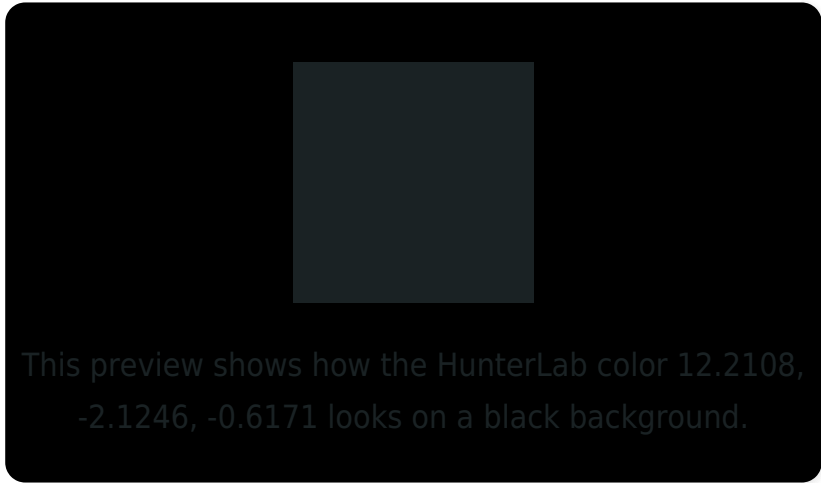 This preview shows how the HunterLab color 12.2108,
-2.1246, -0.6171 looks on a black background.